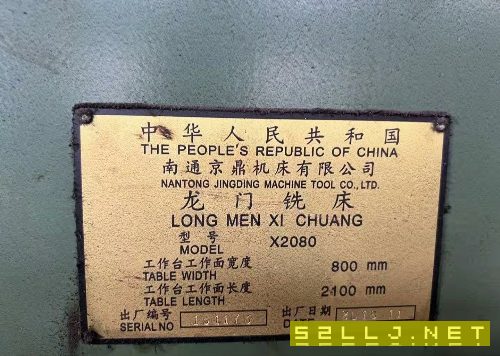 中华人民共和国
THE PEOPLE'S REPUBLIC OF CHINA
南通京鼎机床有限公司
NANTONG JINGDING MACHINE TOOL CO.,LTD.
龙门铣床
LONG MEN XI CHUANG
型号 X2080
MODEL
工作台工作面宽度 800 mm
TABLE WIDTH
工作台工作面长度 2100 mm
TABLE LENGTH
出厂编号 出厂日期
SERIAL NO DATE
52LLJ.NET